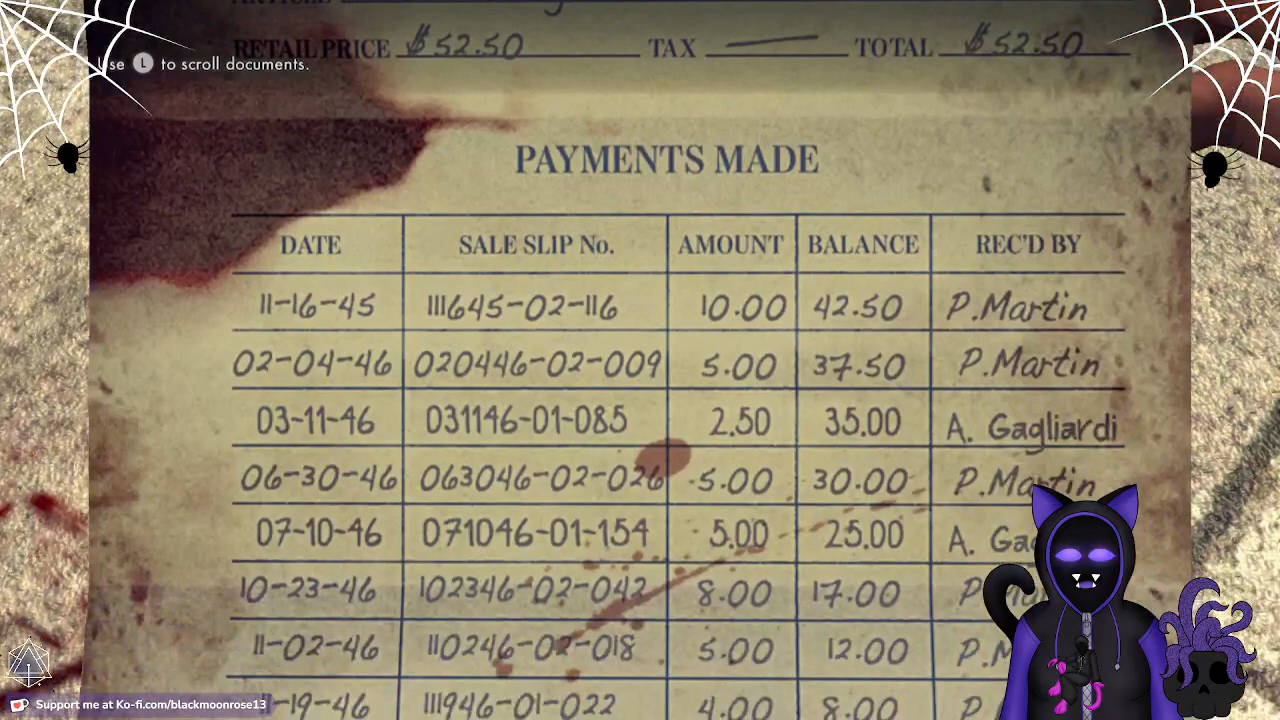 RETAIL PRICE $ 52.50 TAX — TOTAL $ 52.50
Use L to scroll documents.
PAYMENTS MADE
DATE SALE SLIP No. AMOUNT BALANCE REC'D BY
11-16-45 111645-02-116 10.00 42.50 P.Martin
02-04-46 020446-02-009 5.00 37.50 P.Martin
03-11-46 031146-01-085 2.50 35.00 A. Gagliardi
06-30-46 063046-02-026 5.00 30.00 P.Martin
07-10-46 071046-01-154 5.00 25.00 A.
10-23-46 102346-02-042 8.00 17.00 P.
11-02-46 110246-02-018 5.00 12.00 P.
11-19-46 111946-01-022 4.00 8.00
Support me at Ko-fi.com/blackmoonrose13